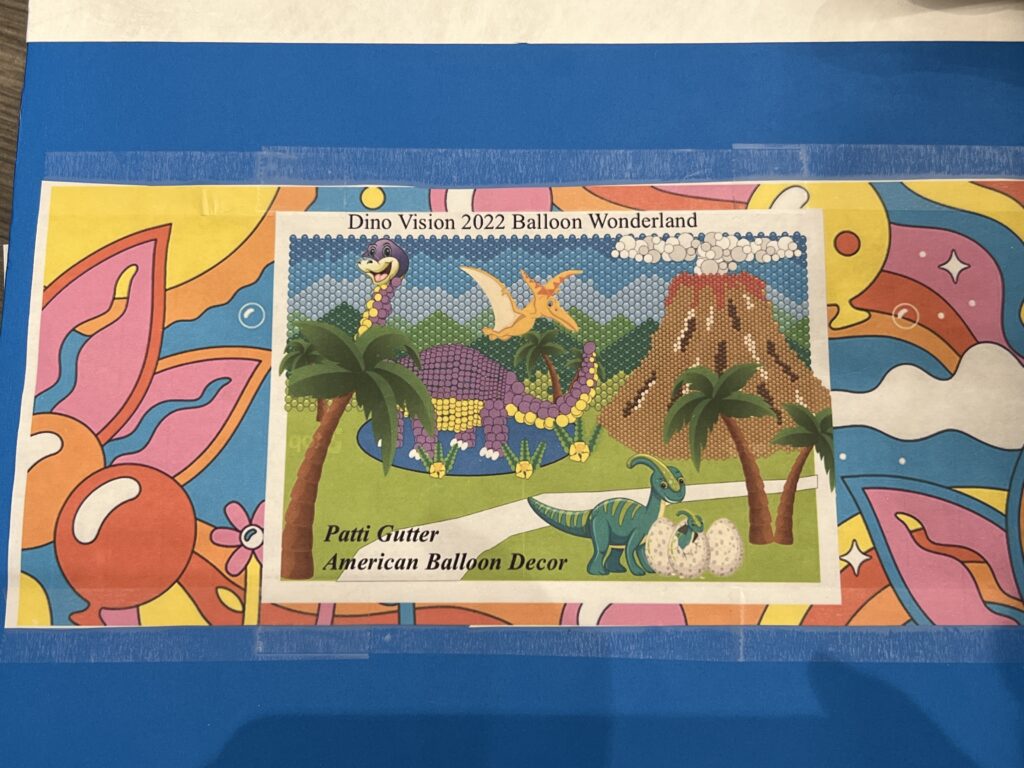 Dino Vision 2022 Balloon Wonderland
Patti Gutter
American Balloon Decor